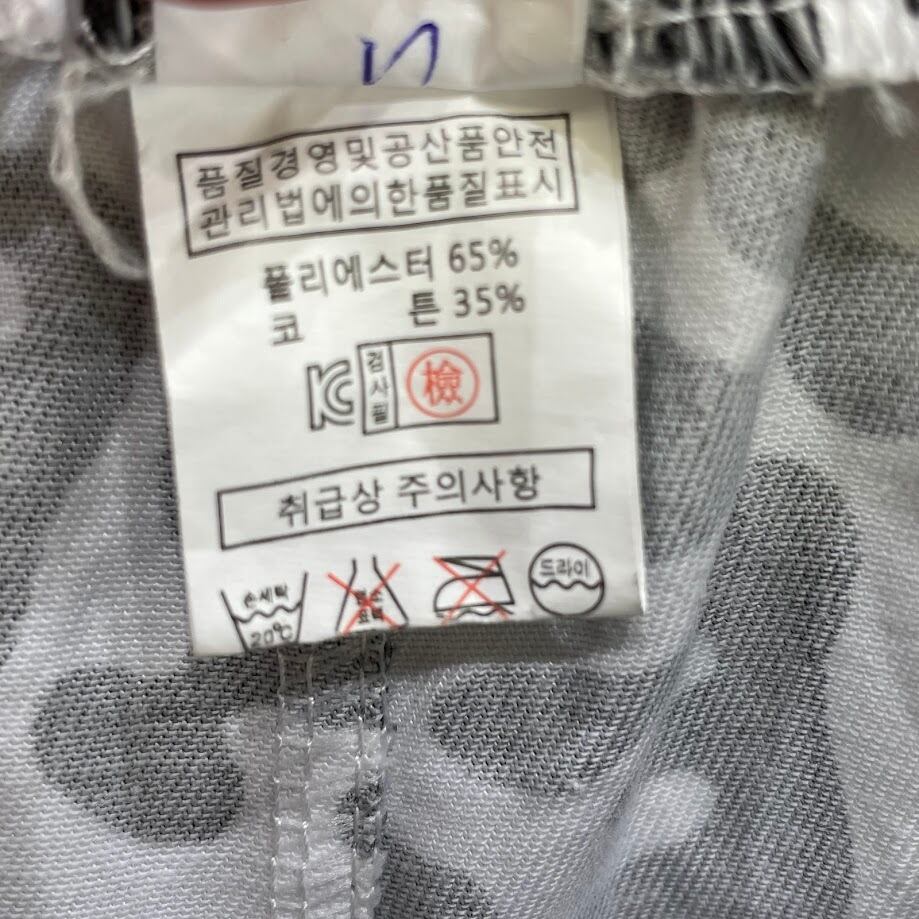 품질경영및공산품안전
관리법에의한품질표시
폴리에스터 65%
코 튼 35%
KC 검사필 檢
취급상 주의사항
손세탁 20℃
드라이